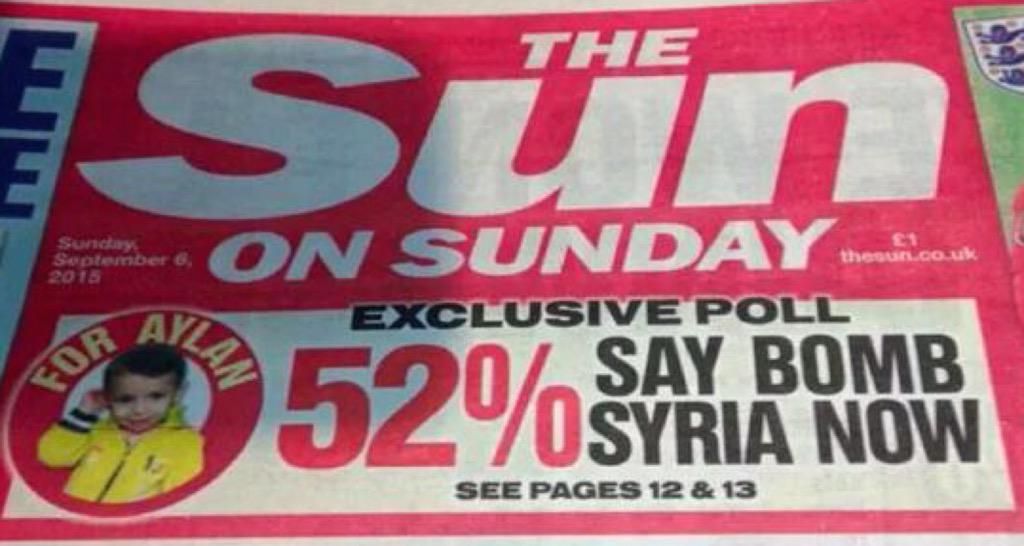 THE
Sun
ON SUNDAY
Sunday,
September 6,
2015
£1
thesun.co.uk
FOR AYLAN
EXCLUSIVE POLL
52%
SAY BOMB
SYRIA NOW
SEE PAGES 12 & 13